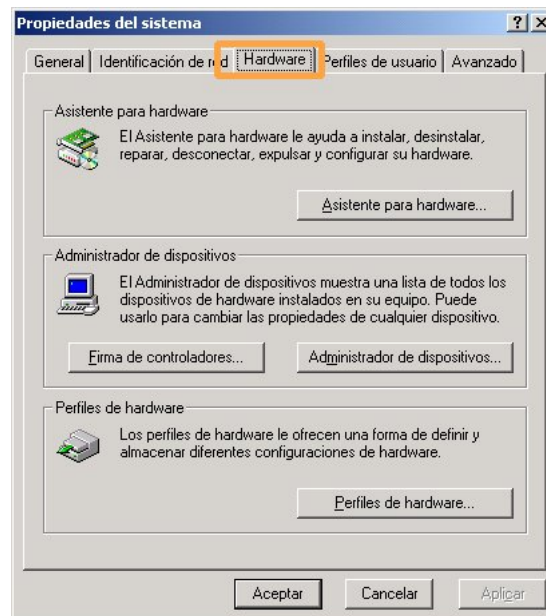 Propiedades del sistema
General Identificación de red Hardware Perfiles de usuario Avanzado
Asistente para hardware
El Asistente para hardware le ayuda a instalar, desinstalar,
reparar, desconectar, expulsar y configurar su hardware.
Asistente para hardware...
Administrador de dispositivos
El Administrador de dispositivos muestra una lista de todos los
dispositivos de hardware instalados en su equipo. Puede
usarlo para cambiar las propiedades de cualquier dispositivo.
Firma de controladores... Administrador de dispositivos...
Perfiles de hardware
Los perfiles de hardware le ofrecen una forma de definir y
almacenar diferentes configuraciones de hardware.
Perfiles de hardware...
Aceptar Cancelar Aplicar